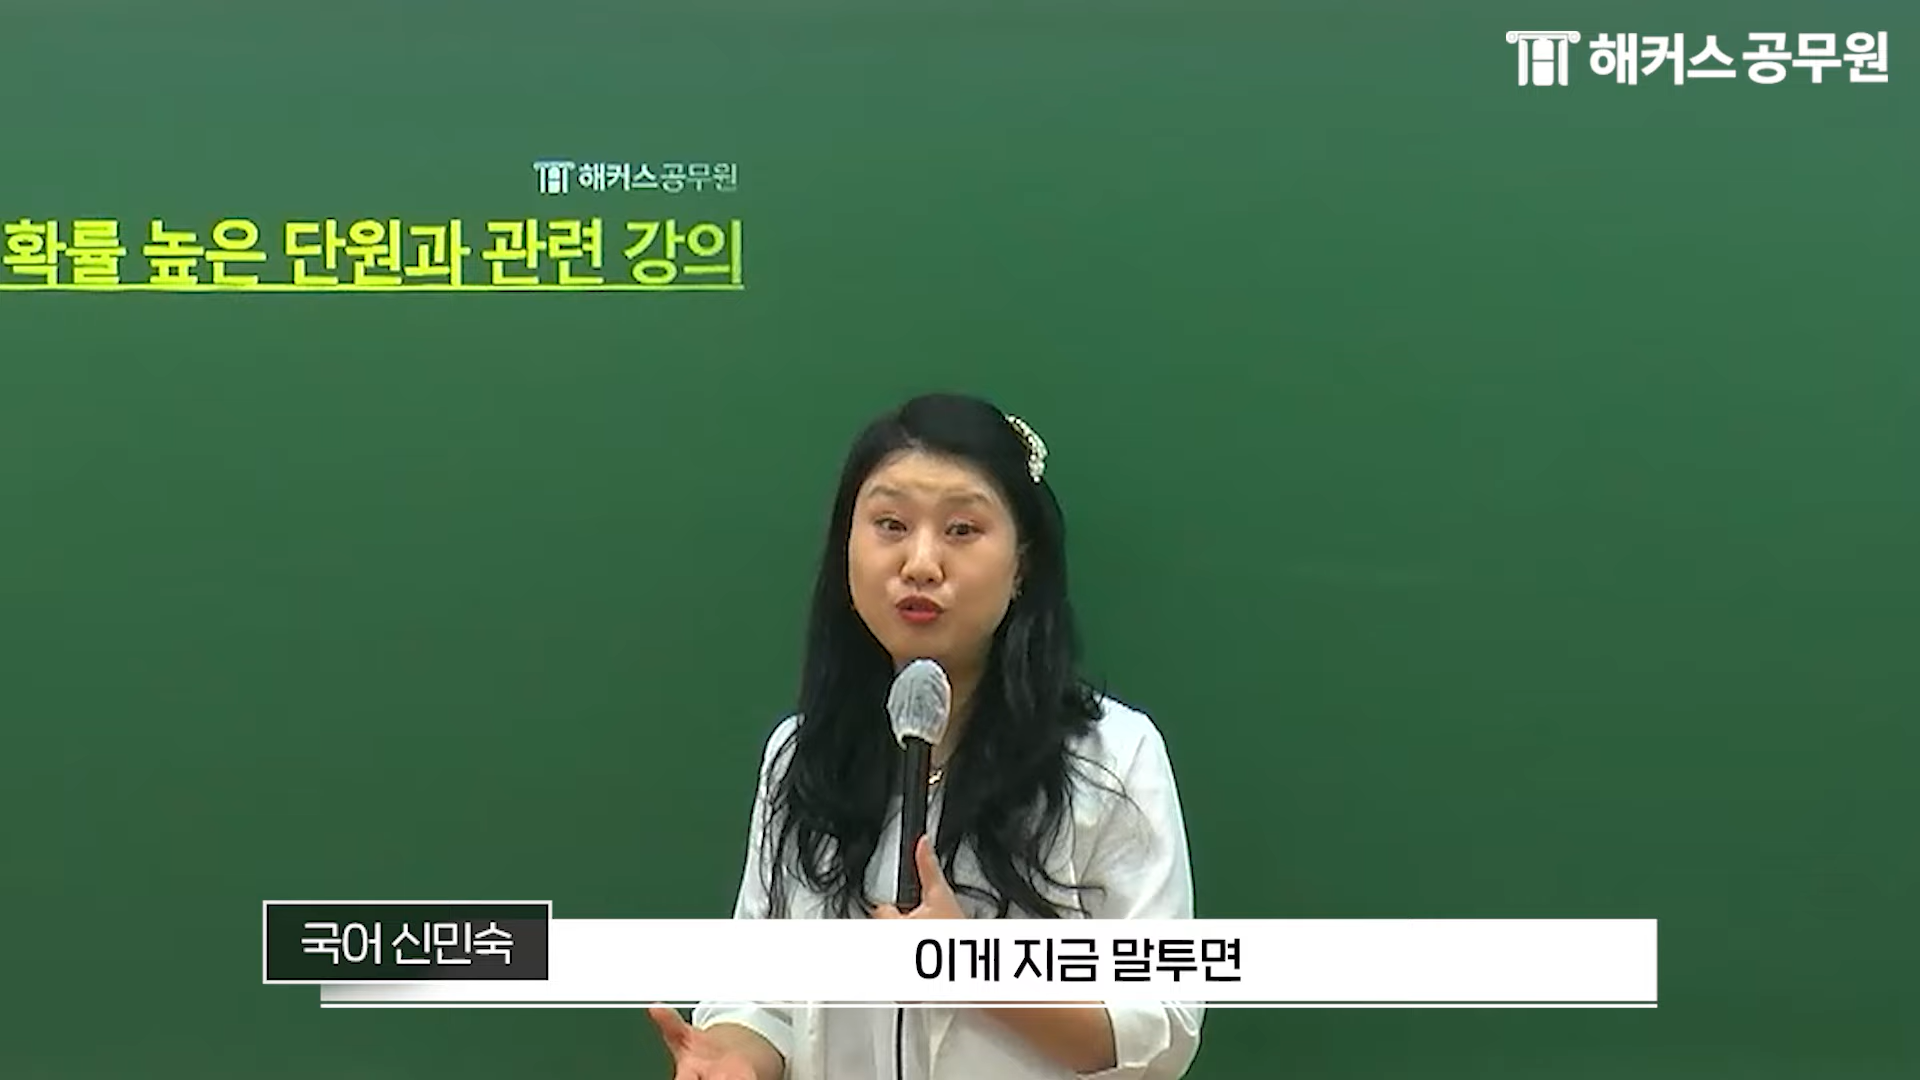 해커스공무원
해커스공무원
확률 높은 단원과 관련 강의
국어 신민숙
이게 지금 말투면